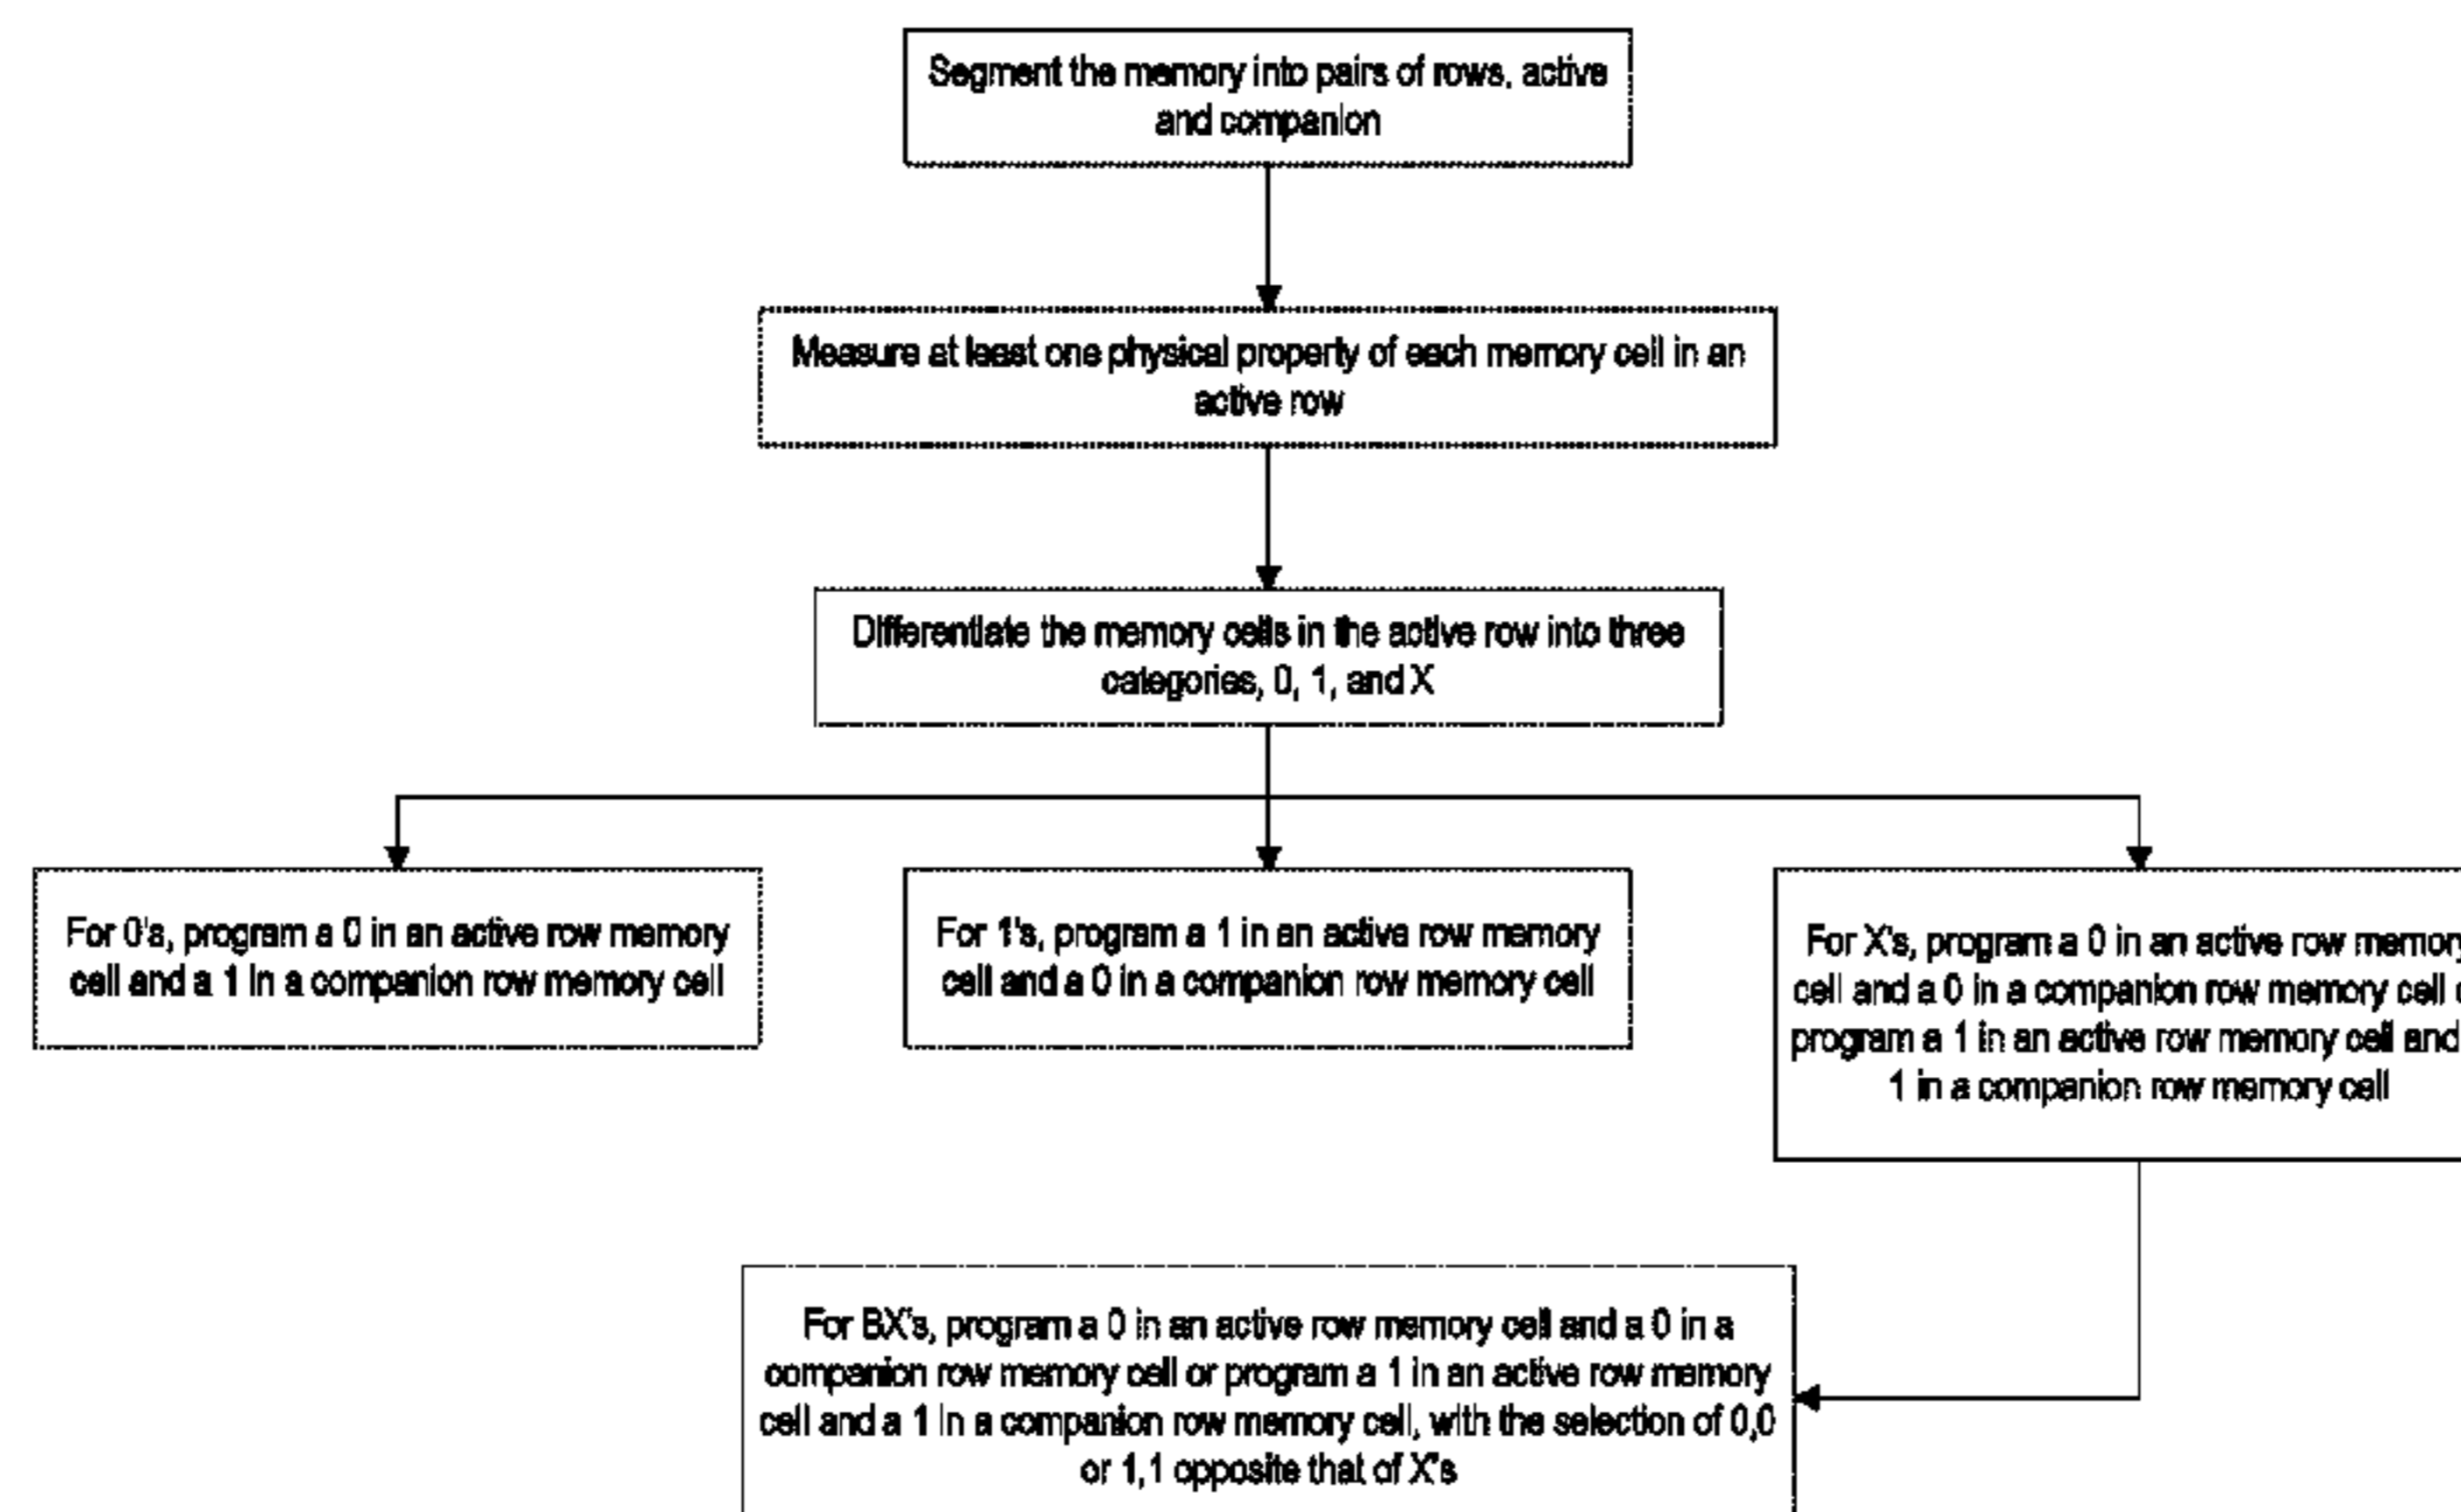 Segment the memory into pairs of rows, active
and companion
Measure at least one physical property of each memory cell in an
active row
Differentiate the memory cells in the active row into three
categories, 0, 1, and X
For 0's, program a 0 in an active row memory
cell and a 1 in a companion row memory cell
For 1's, program a 1 in an active row memory
cell and a 0 in a companion row memory cell
For X's, program a 0 in an active row memory
cell and a 0 in a companion row memory cell
program a 1 in an active row memory cell and
1 in a companion row memory cell
For BX's, program a 0 in an active row memory cell and a 0 in a
companion row memory cell or program a 1 in an active row memory
cell and a 1 in a companion row memory cell, with the selection of 0,0
or 1,1 opposite that of X's